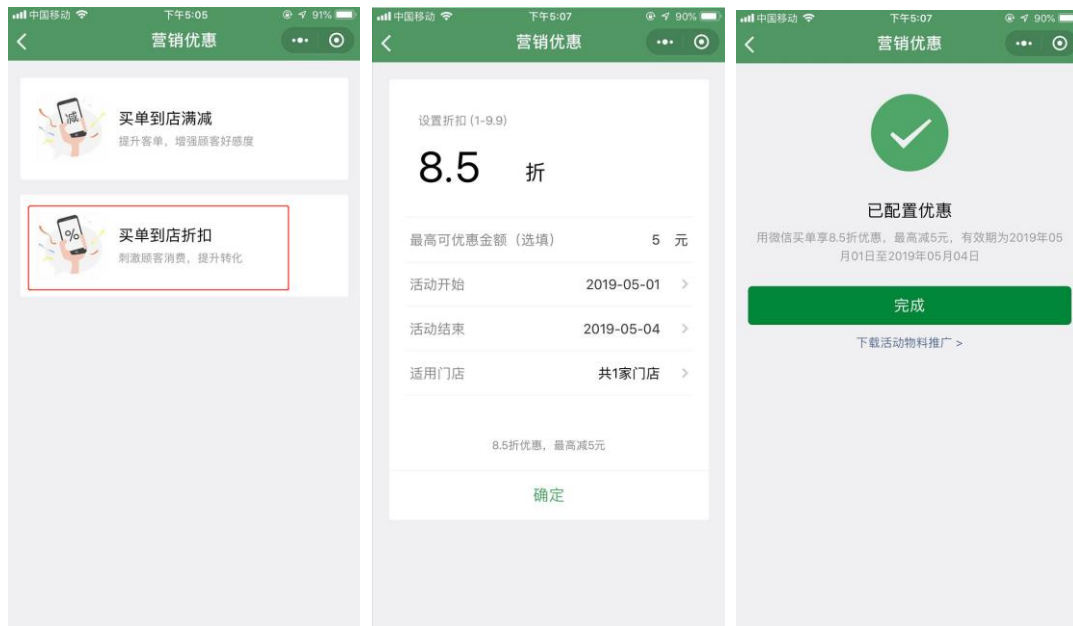 中国移动 下午5:05 91%
营销优惠
减
买单到店满减
提升客单，增强顾客好感度
%
买单到店折扣
刺激顾客消费，提升转化
中国移动 下午5:07 90%
营销优惠
设置折扣 (1-9.9)
8.5 折
最高可优惠金额（选填） 5 元
活动开始 2019-05-01 >
活动结束 2019-05-04 >
适用门店 共1家门店 >
8.5折优惠，最高减5元
确定
中国移动 下午5:07 90%
营销优惠
已配置优惠
用微信买单享8.5折优惠，最高减5元，有效期为2019年05
月01日至2019年05月04日
完成
下载活动物料推广 >